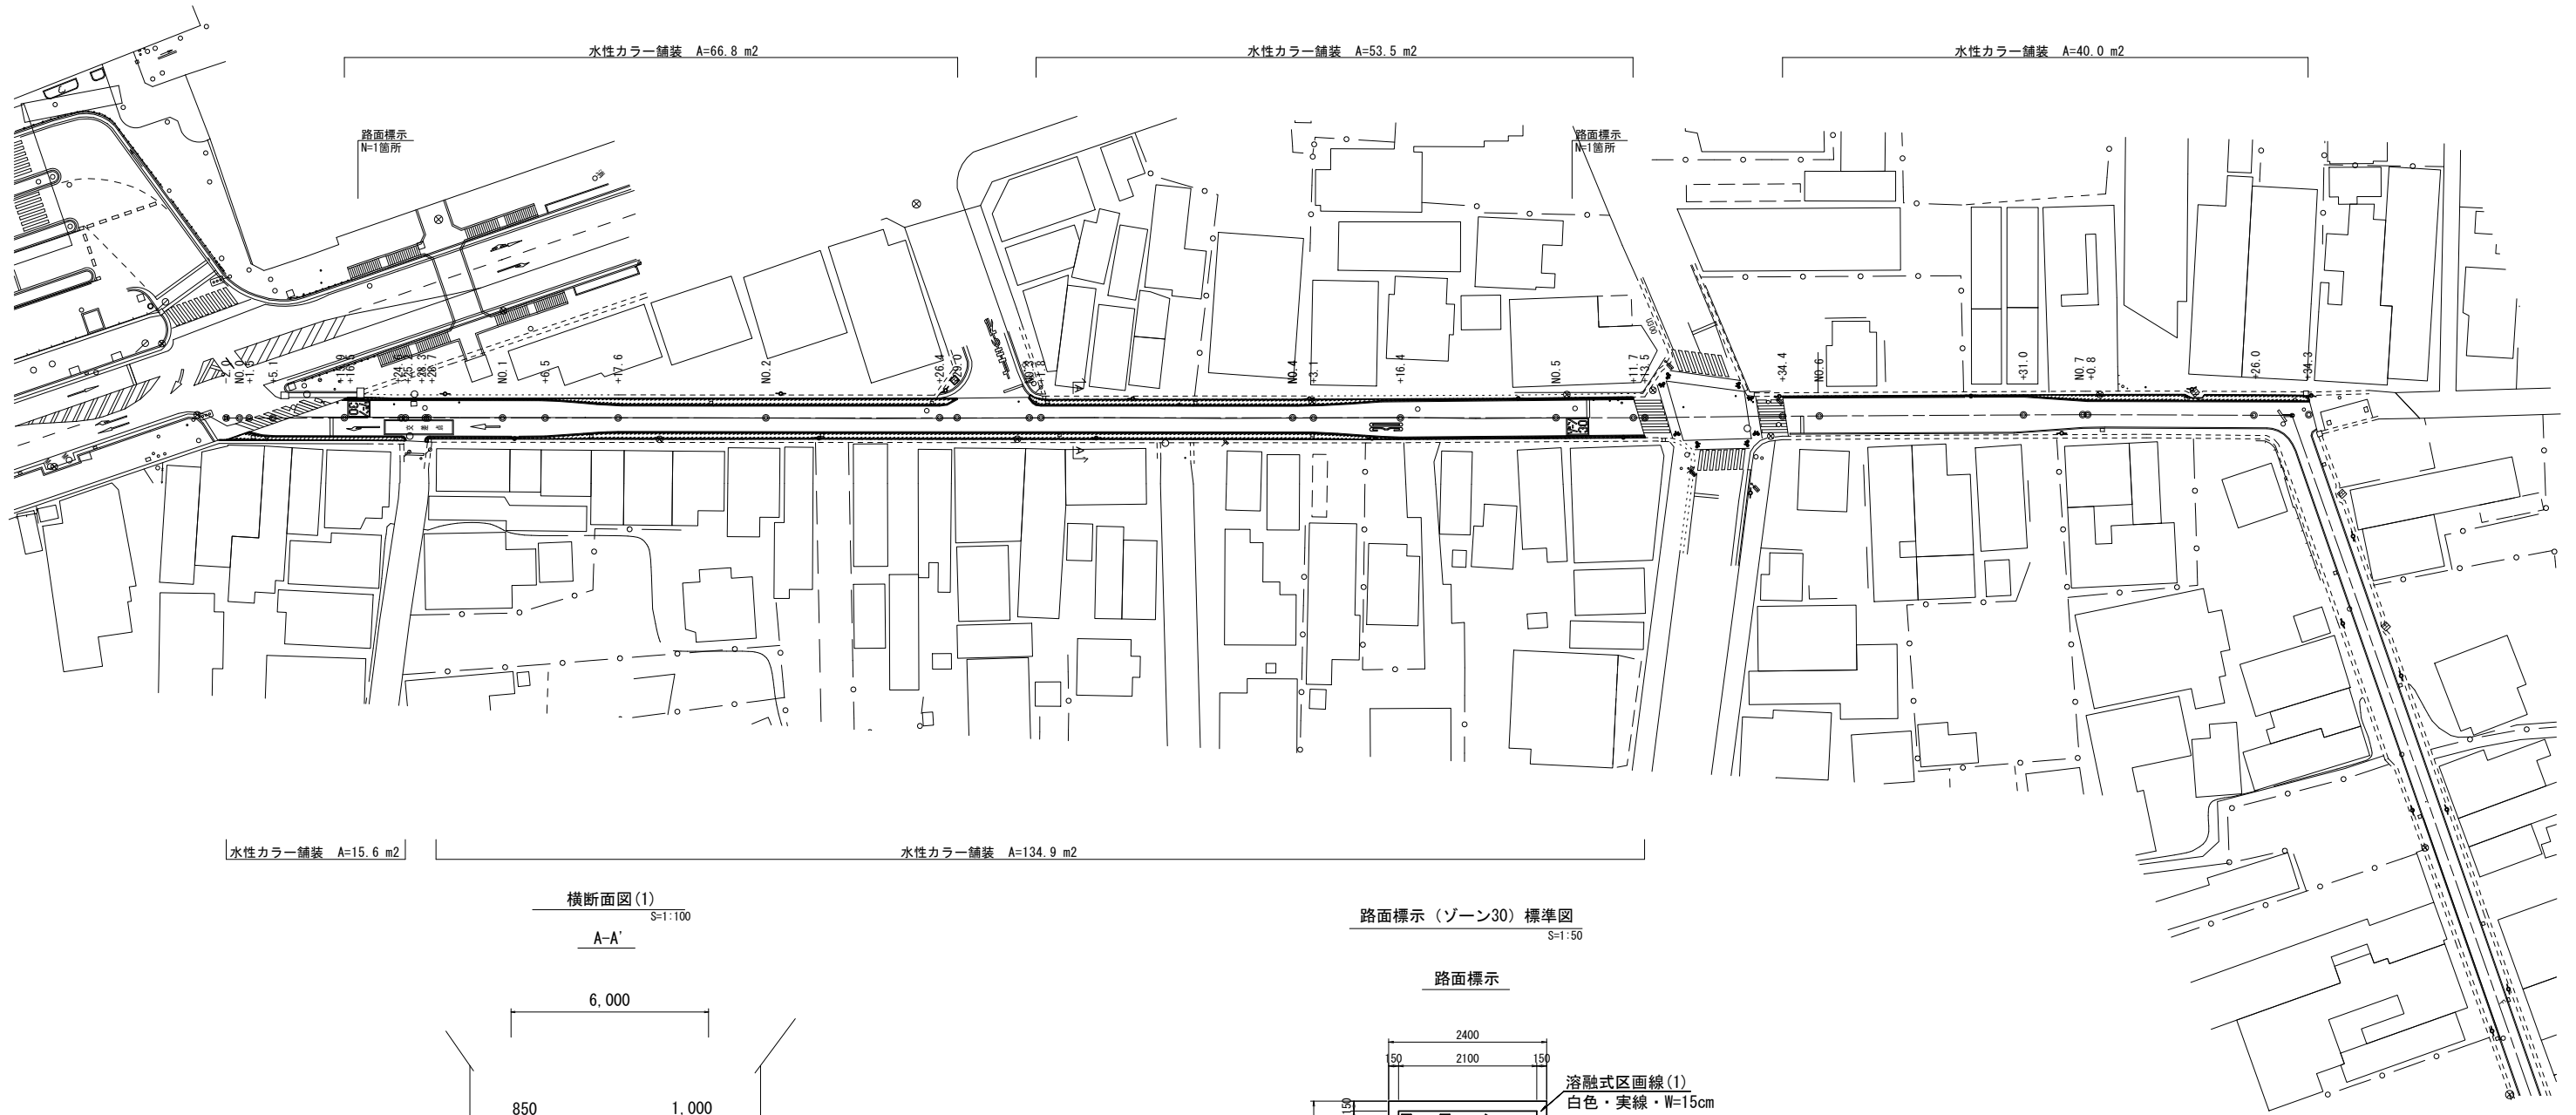 水性カラー舗装　A=66.8 m2
水性カラー舗装　A=53.5 m2
水性カラー舗装　A=40.0 m2
路面標示
N=1箇所
路面標示
N=1箇所
+5.1
NO.1
+6.5
+17.6
NO.2
+26.4
+29.0
NO.3
NO.4
+3.1
+16.4
NO.5
+11.7
+13.5
+34.4
NO.6
+31.0
NO.7
+0.8
+26.0
+34.3
A
A'
水性カラー舗装　A=15.6 m2
水性カラー舗装　A=134.9 m2
横断面図(1)
S=1:100
A-A'
6,000
850
1,000
路面標示（ゾーン30）標準図
S=1:50
路面標示
2400
150
2100
150
150
溶融式区画線(1)
白色・実線・W=15cm